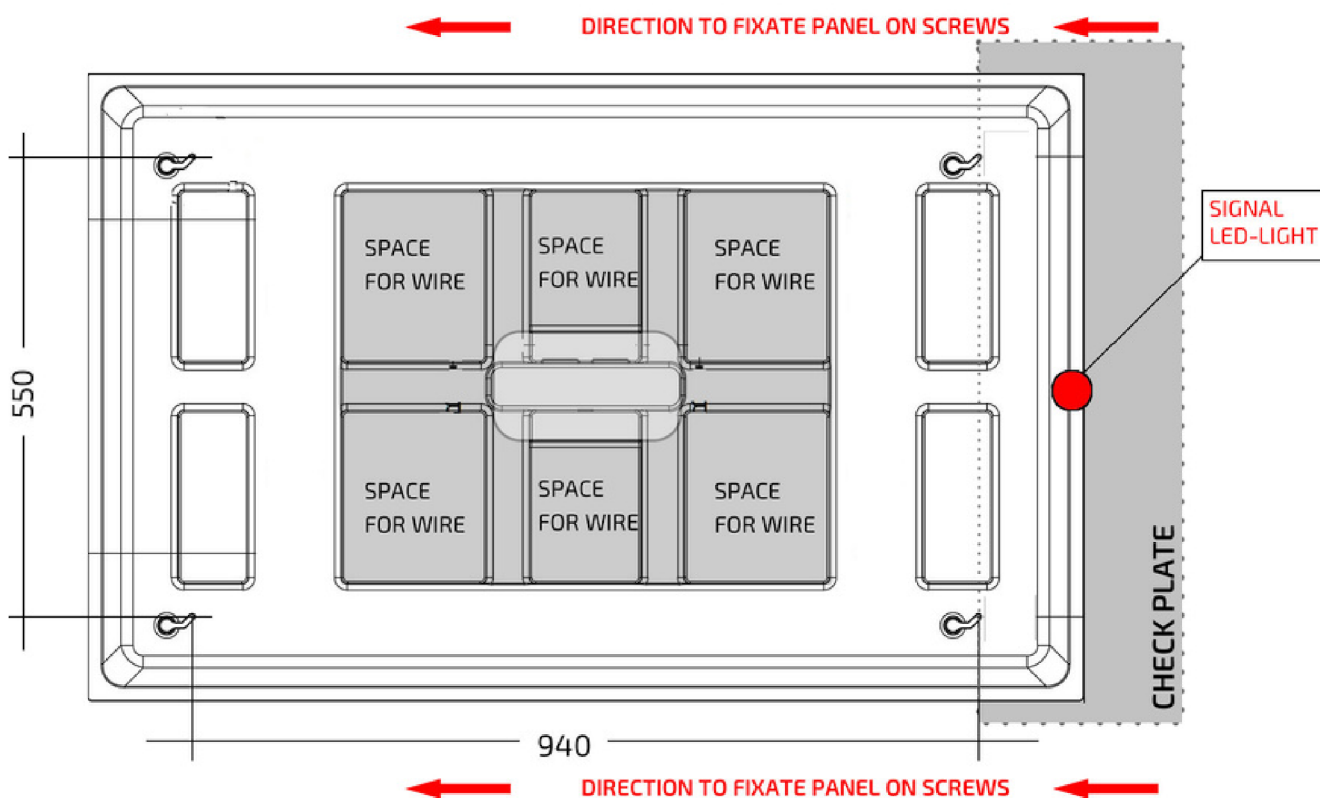 DIRECTION TO FIXATE PANEL ON SCREWS
SIGNAL
LED-LIGHT
SPACE
FOR WIRE
SPACE
FOR WIRE
SPACE
FOR WIRE
550
SPACE
FOR WIRE
SPACE
FOR WIRE
SPACE
FOR WIRE
CHECK PLATE
940
DIRECTION TO FIXATE PANEL ON SCREWS